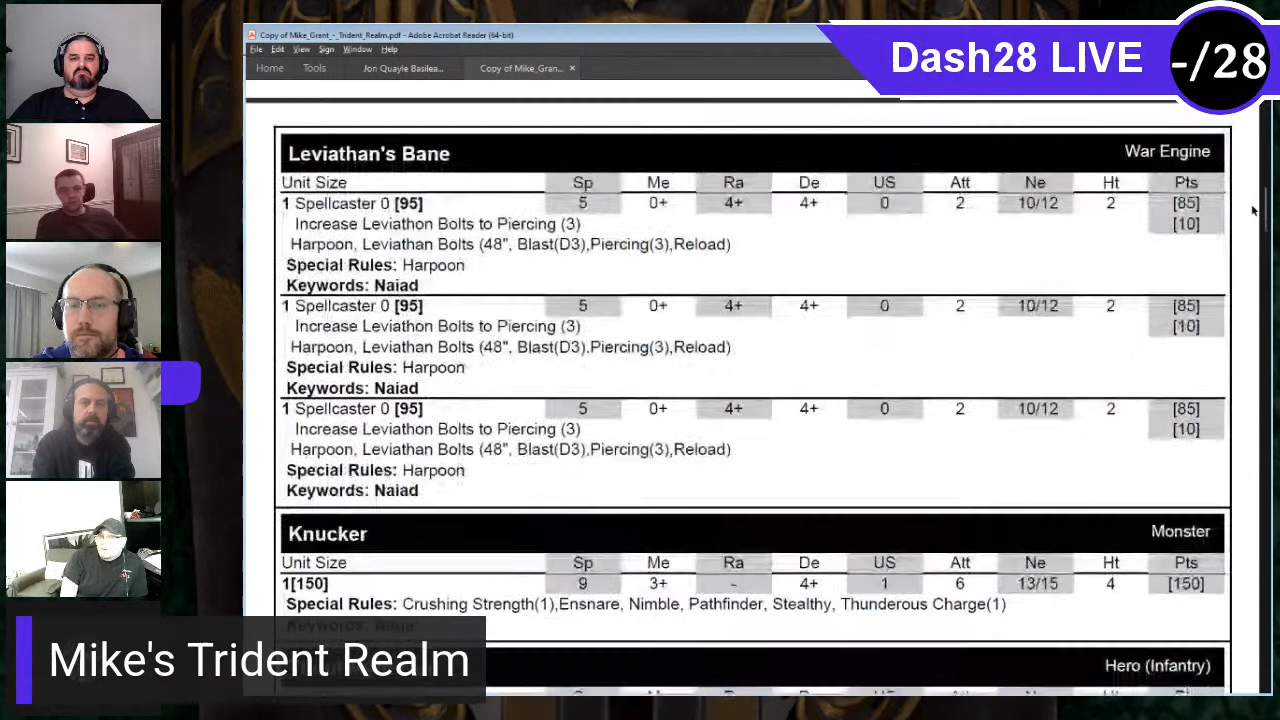 Copy of Mike_Grant_-_Trident_Realm.pdf - Adobe Acrobat Reader (64-bit)
File Edit View Sign Window Help
Home Tools Jon Quayle Basilea... Copy of Mike_Gran... ×
Dash28 LIVE
-/28
Leviathan's Bane War Engine
Unit Size Sp Me Ra De US Att Ne Ht Pts
1 Spellcaster 0 [95] 5 0+ 4+ 4+ 0 2 10/12 2 [85]
Increase Leviathon Bolts to Piercing (3) [10]
Harpoon, Leviathan Bolts (48", Blast(D3),Piercing(3),Reload)
Special Rules: Harpoon
Keywords: Naiad
1 Spellcaster 0 [95] 5 0+ 4+ 4+ 0 2 10/12 2 [85]
Increase Leviathon Bolts to Piercing (3) [10]
Harpoon, Leviathan Bolts (48", Blast(D3),Piercing(3),Reload)
Special Rules: Harpoon
Keywords: Naiad
1 Spellcaster 0 [95] 5 0+ 4+ 4+ 0 2 10/12 2 [85]
Increase Leviathon Bolts to Piercing (3) [10]
Harpoon, Leviathan Bolts (48", Blast(D3),Piercing(3),Reload)
Special Rules: Harpoon
Keywords: Naiad
Knucker Monster
Unit Size Sp Me Ra De US Att Ne Ht Pts
1[150] 9 3+ - 4+ 1 6 13/15 4 [150]
Special Rules: Crushing Strength(1),Ensnare, Nimble, Pathfinder, Stealthy, Thunderous Charge(1)
Mike's Trident Realm
Hero (Infantry)